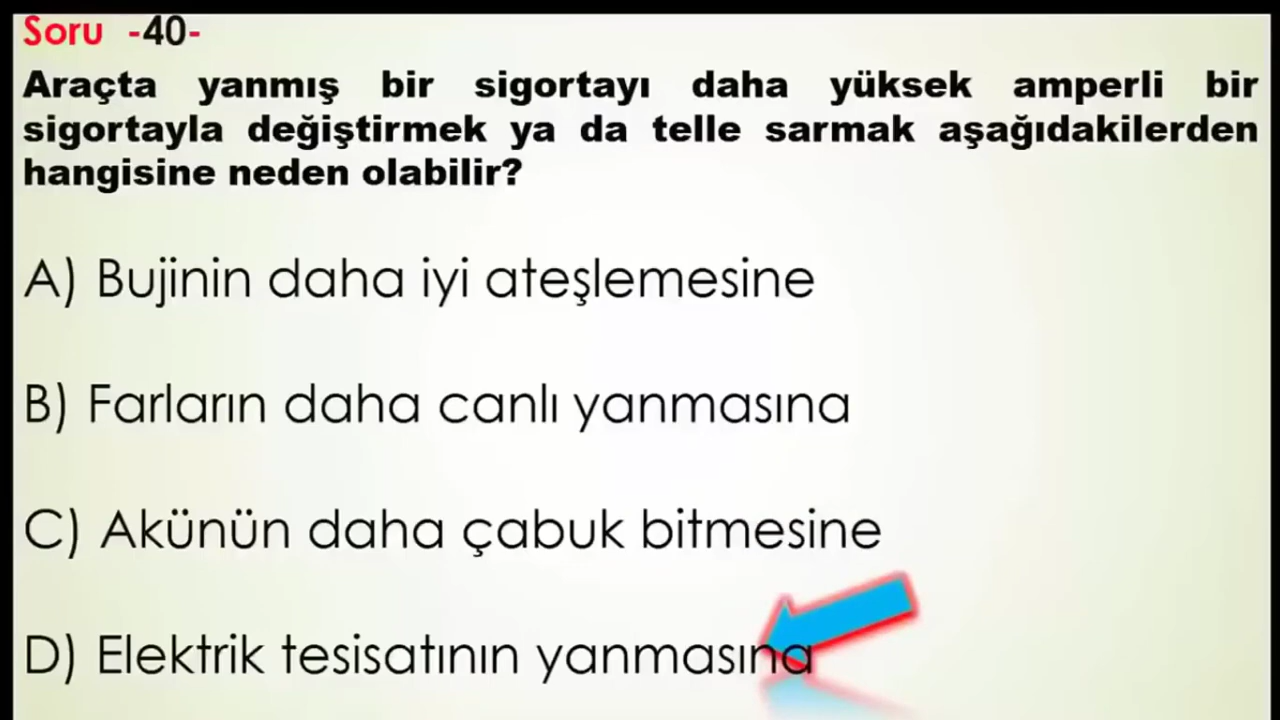 Soru -40-
Araçta yanmış bir sigortayı daha yüksek amperli bir
sigortayla değiştirmek ya da telle sarmak aşağıdakilerden
hangisine neden olabilir?
A) Bujinin daha iyi ateşlemesine
B) Farların daha canlı yanmasına
C) Akünün daha çabuk bitmesine
D) Elektrik tesisatının yanmasına